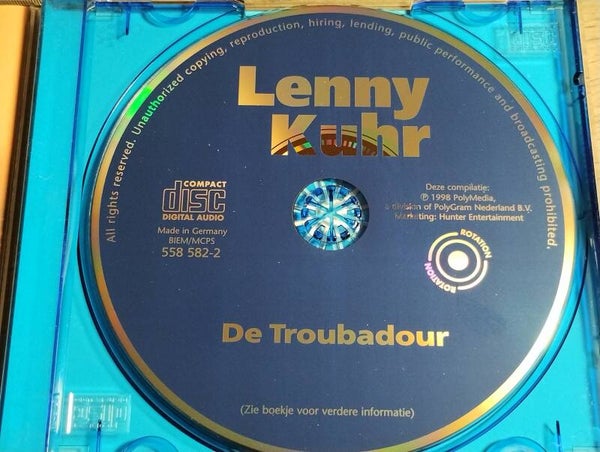 All rights reserved. Unauthorized copying, reproduction, hiring, lending, public performance and broadcasting prohibited.
Lenny
Kuhr
COMPACT
disc
DIGITAL AUDIO
Made in Germany
BIEM/MCPS
558 582-2
Deze compilatie:
℗ 1998 PolyMedia,
a division of PolyGram Nederland B.V.
Marketing: Hunter Entertainment
ROTATION
ROTATION
De Troubadour
(Zie boekje voor verdere informatie)